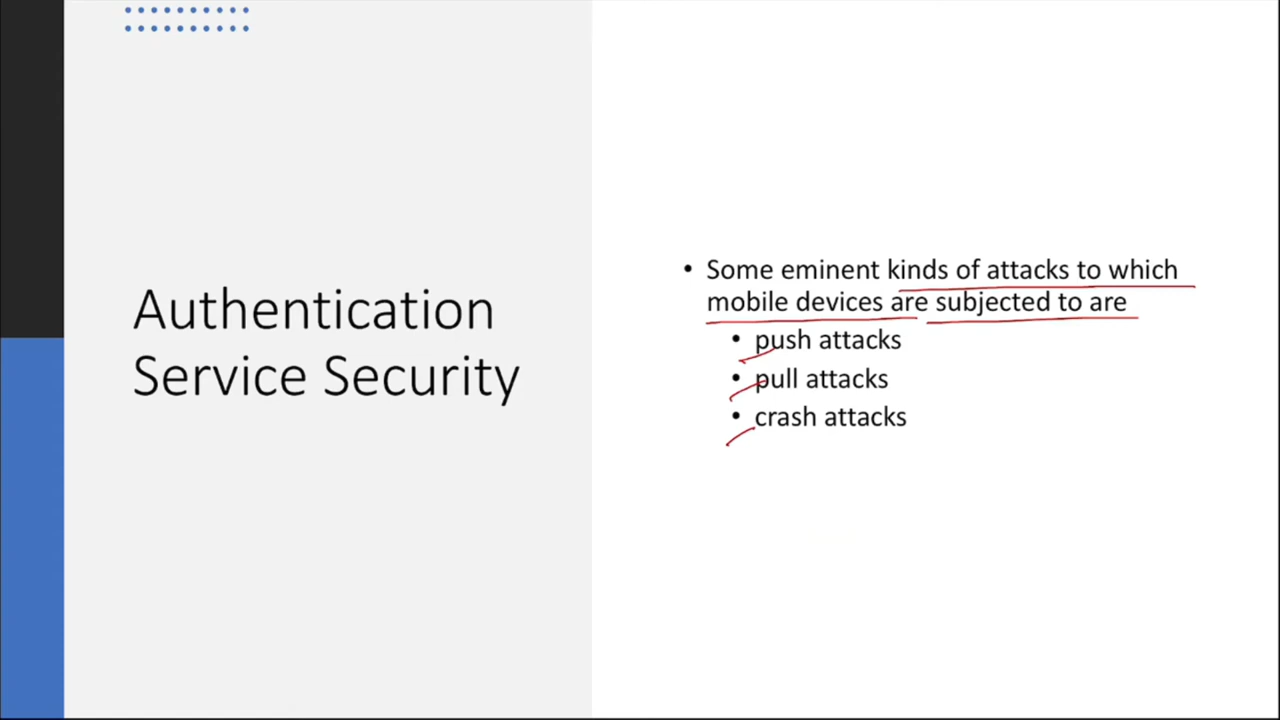 Authentication
Service Security
• Some eminent kinds of attacks to which
mobile devices are subjected to are
• push attacks
• pull attacks
• crash attacks